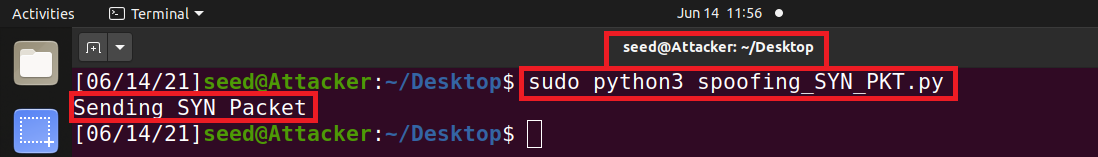 Activities Terminal Jun 14 11:56
seed@Attacker: ~/Desktop
[06/14/21]seed@Attacker:~/Desktop$ sudo python3 spoofing_SYN_PKT.py
Sending SYN Packet
[06/14/21]seed@Attacker:~/Desktop$